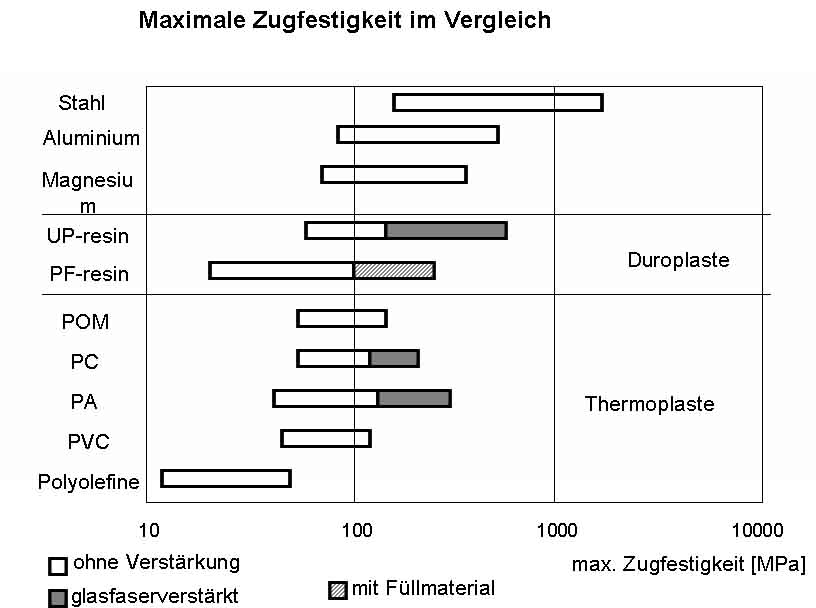 Maximale Zugfestigkeit im Vergleich
Stahl
Aluminium
Magnesiu
m
UP-resin
Duroplaste
PF-resin
POM
PC
PA
Thermoplaste
PVC
Polyolefine
10 100 1000 10000
max. Zugfestigkeit [MPa]
ohne Verstärkung
glasfaserverstärkt
mit Füllmaterial